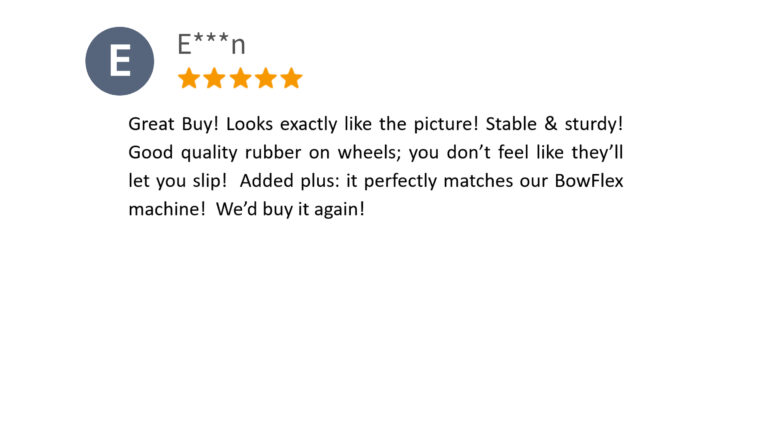 E
E***n
Great Buy! Looks exactly like the picture! Stable & sturdy!
Good quality rubber on wheels; you don’t feel like they’ll
let you slip!  Added plus: it perfectly matches our BowFlex
machine!  We’d buy it again!